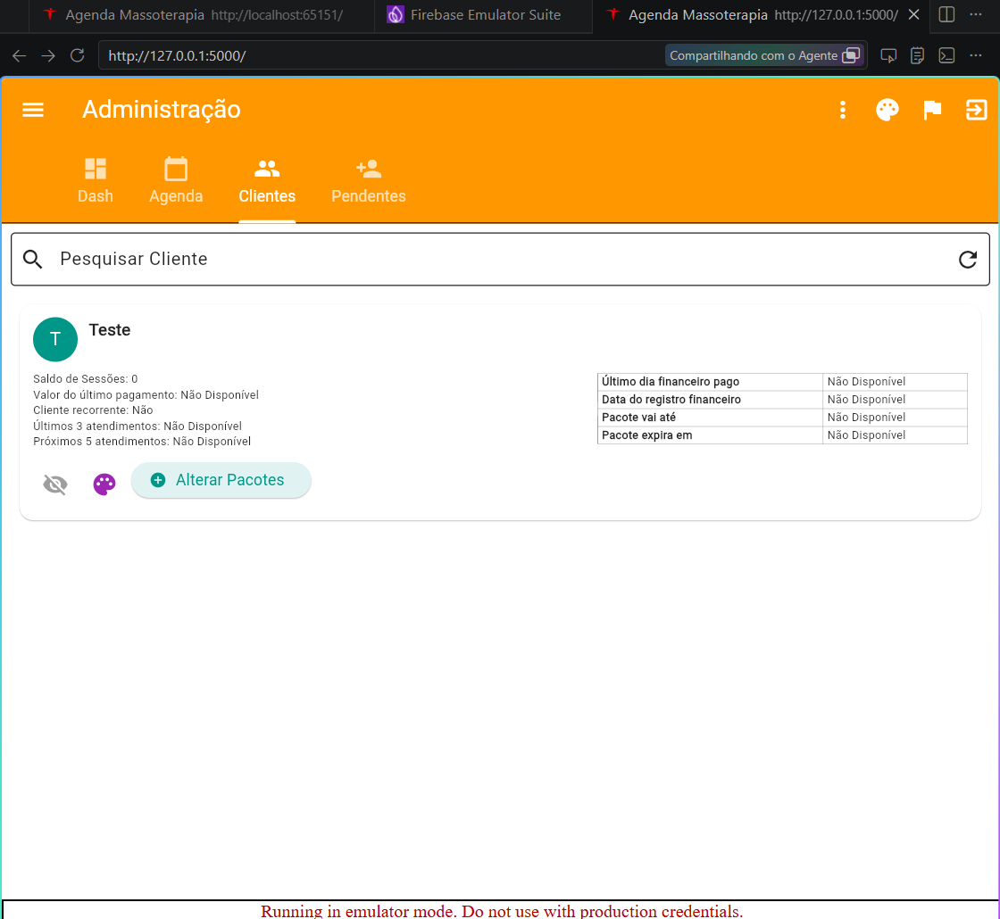 Agenda Massoterapia http://localhost:65151/
Firebase Emulator Suite
Agenda Massoterapia http://127.0.0.1:5000/
http://127.0.0.1:5000/
Compartilhando com o Agente
Administração
Dash
Agenda
Clientes
Pendentes
Pesquisar Cliente
T
Teste
Saldo de Sessões: 0
Valor do último pagamento: Não Disponível
Cliente recorrente: Não
Últimos 3 atendimentos: Não Disponível
Próximos 5 atendimentos: Não Disponível
Último dia financeiro pago Não Disponível
Data do registro financeiro Não Disponível
Pacote vai até Não Disponível
Pacote expira em Não Disponível
Alterar Pacotes
Running in emulator mode. Do not use with production credentials.